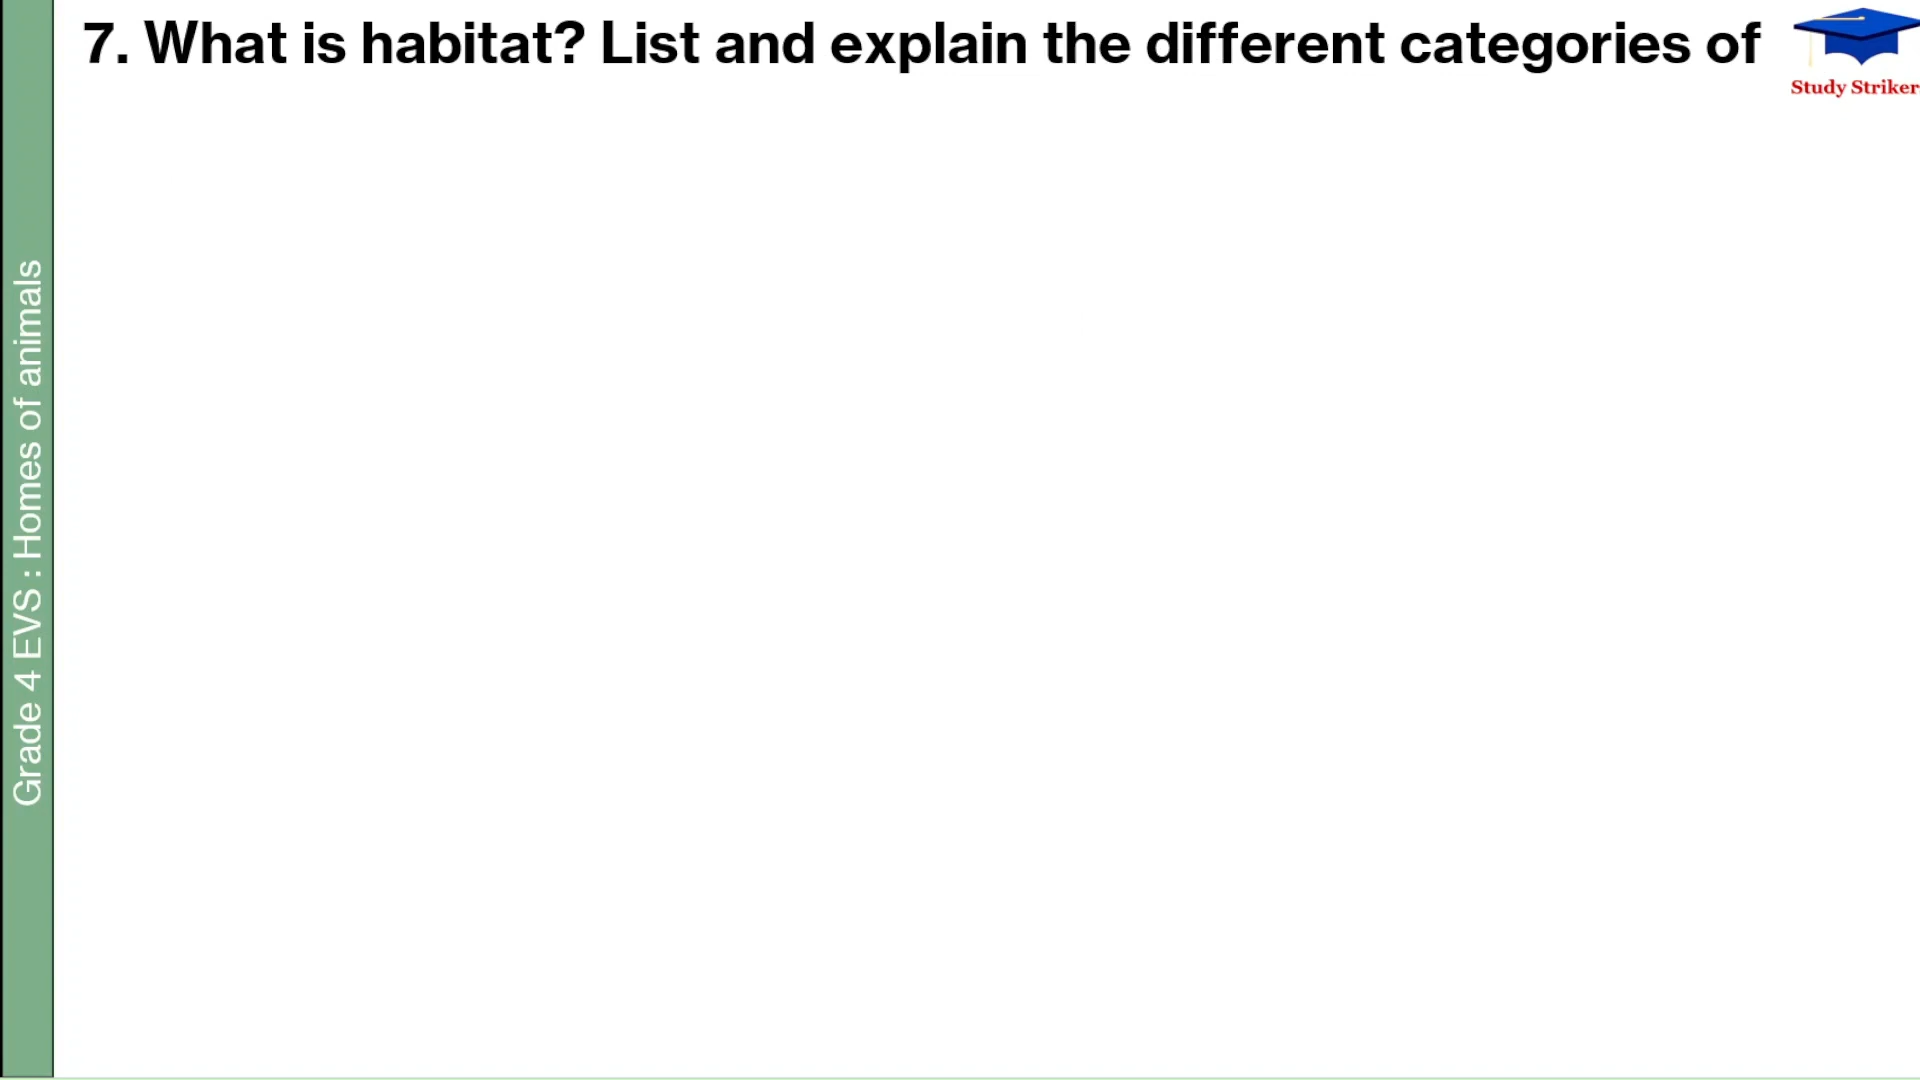 7. What is habitat? List and explain the different categories of
Study Striker
Grade 4 EVS : Homes of animals